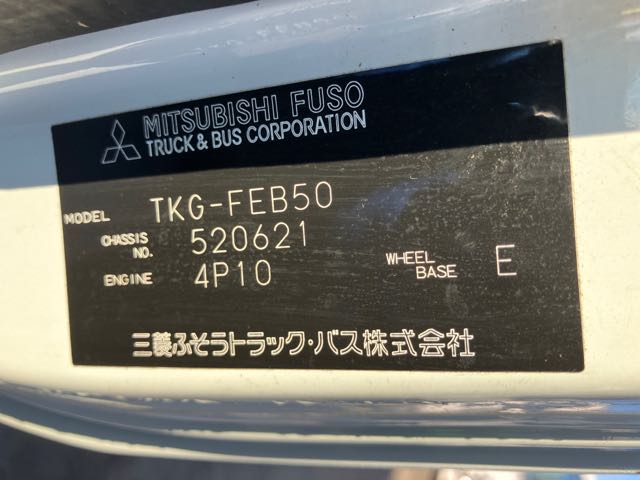 MITSUBISHI FUSO
TRUCK & BUS CORPORATION
MODEL TKG-FEB50
CHASSIS NO. 520621
ENGINE 4P10
WHEEL BASE E
三菱ふそうトラック・バス株式会社